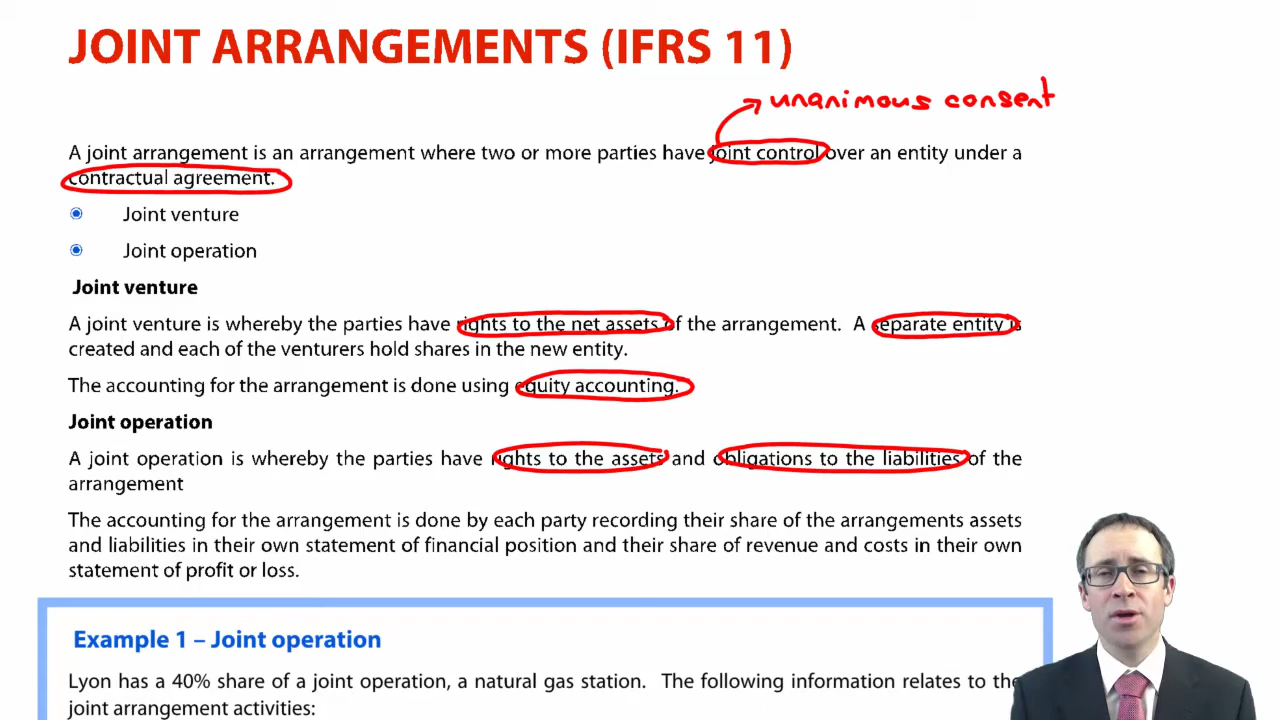 JOINT ARRANGEMENTS (IFRS 11)
unanimous consent
A joint arrangement is an arrangement where two or more parties have joint control over an entity under a
contractual agreement.
Joint venture
Joint operation
Joint venture
A joint venture is whereby the parties have rights to the net assets of the arrangement. A separate entity is
created and each of the venturers hold shares in the new entity.
The accounting for the arrangement is done using equity accounting.
Joint operation
A joint operation is whereby the parties have rights to the assets and obligations to the liabilities of the
arrangement
The accounting for the arrangement is done by each party recording their share of the arrangements assets
and liabilities in their own statement of financial position and their share of revenue and costs in their own
statement of profit or loss.
Example 1 – Joint operation
Lyon has a 40% share of a joint operation, a natural gas station. The following information relates to the
joint arrangement activities: